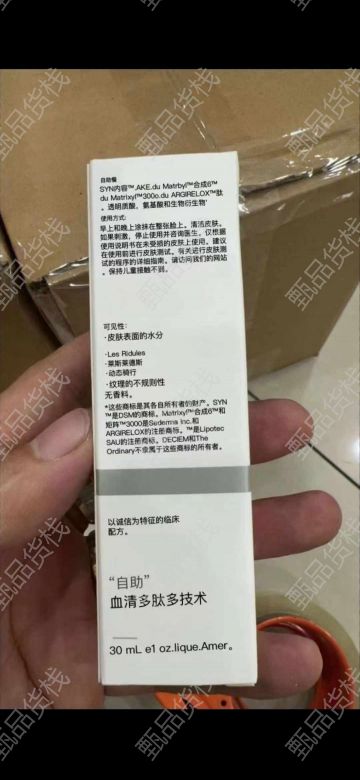 自助餐
SYN内容™.AKE.du Matrbyl™合成6™
du Matrixyl™300o.du ARGIRELOX™肽
。透明质酸、氨基酸和生物衍生物'
使用方式:
早上和晚上涂抹在整张脸上。清洁皮肤。
如果刺激，停止使用并咨询医生。仅根据
使用说明书在未受损的皮肤上使用。建议
在使用前进行皮肤测试。有关进行皮肤测
试的程序的详细指南。请访问我们的网站
。保持儿童接触不到。
可见性:
·皮肤表面的水分
·Les Ridules
·莱斯莱德斯
·动态骑行
·纹理的不规则性
无香料。
*这些商标是其各自所有者的财产。SYN
™是DSM的商标。Matrixyl™合成6™和
矩阵™3000是Sederma Inc.和
ARGIRELOX的注册商标。™是Lipotec
SAU的注册商标。DECIEM和The
Ordinary不隶属于这些商标的所有者。
以诚信为特征的临床
配方。
“自助”
血清多肽多技术
30 mL e1 oz.lique.Amer。
甄品货栈